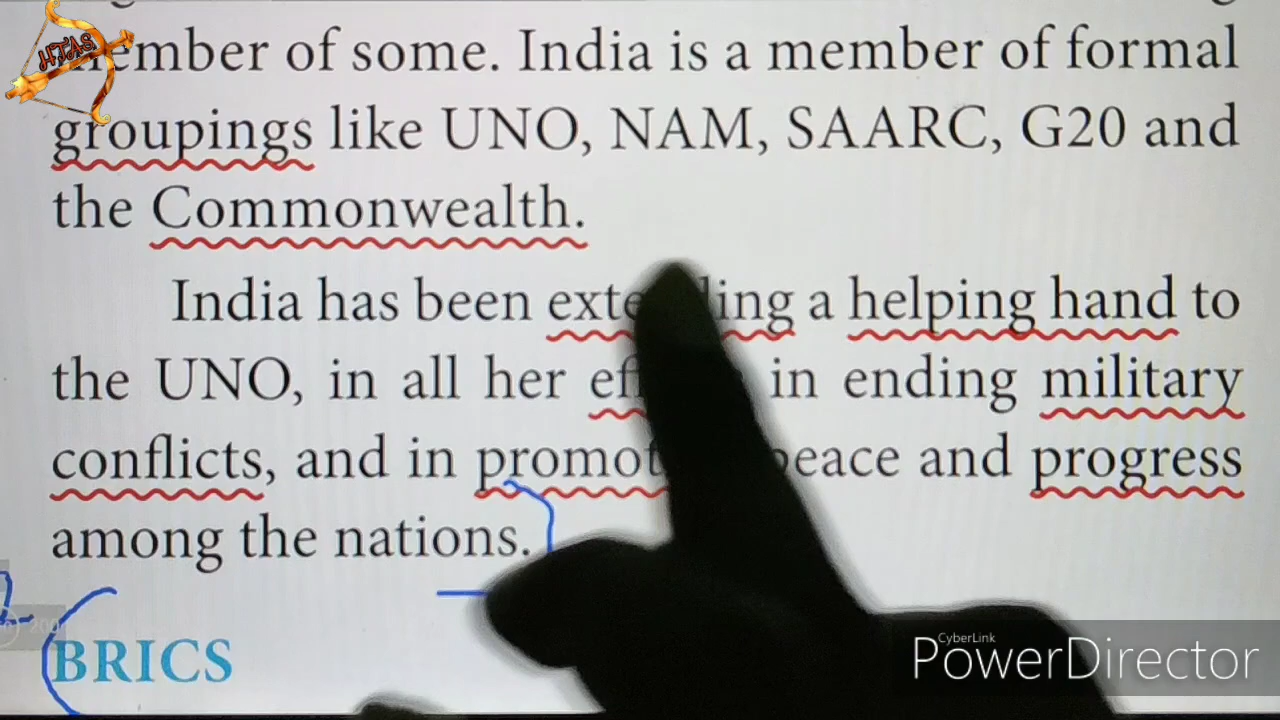 HTAS
ember of some. India is a member of formal
groupings like UNO, NAM, SAARC, G20 and
the Commonwealth.
India has been a helping hand to
the UNO, in all her in ending military
conflicts, and in and progress
among the nations.
BRICS
CyberLink
PowerDirector